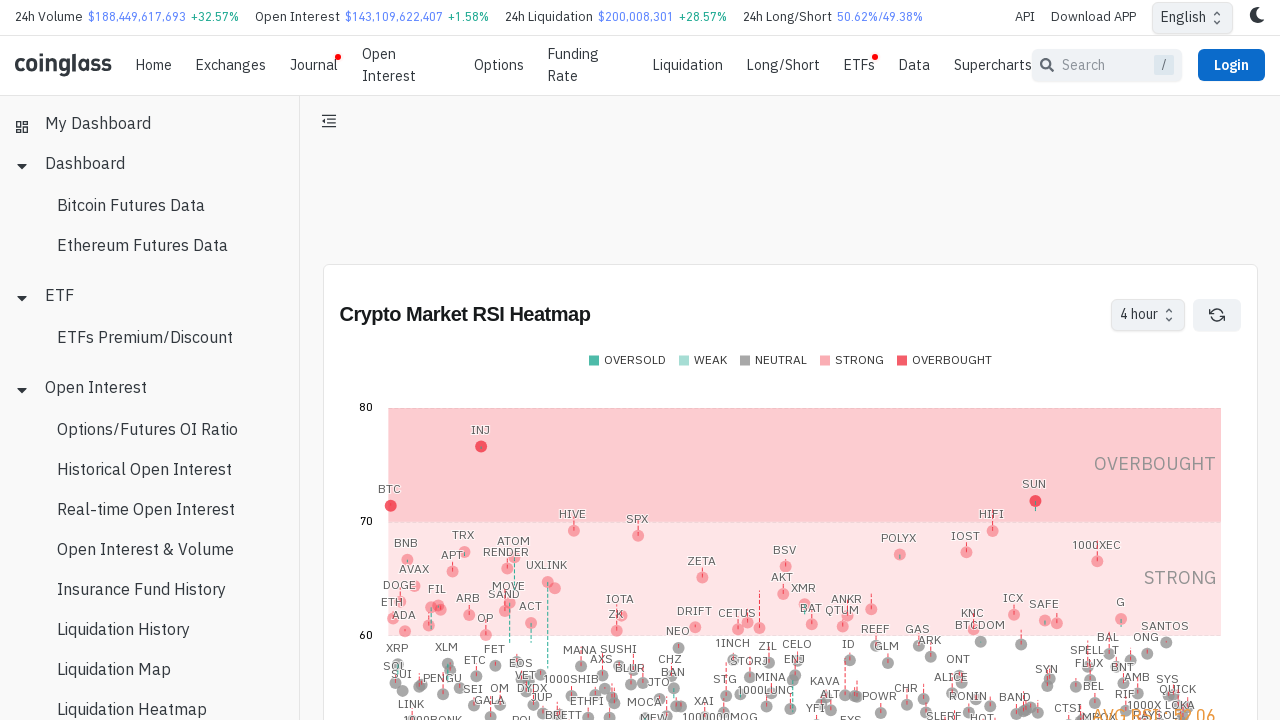 24h Volume $188,449,617,693 +32.57% Open Interest $143,109,622,407 +1.58% 24h Liquidation $200,008,301 +28.57% 24h Long/Short 50.62%/49.38% API Download APP English
coinglass Home Exchanges Journal Open Interest Options Funding Rate Liquidation Long/Short ETFs Data Supercharts Search / Login
My Dashboard
Dashboard
Bitcoin Futures Data
Ethereum Futures Data
ETF
ETFs Premium/Discount
Open Interest
Options/Futures OI Ratio
Historical Open Interest
Real-time Open Interest
Open Interest & Volume
Insurance Fund History
Liquidation History
Liquidation Map
Liquidation Heatmap
Crypto Market RSI Heatmap 4 hour
OVERSOLD WEAK NEUTRAL STRONG OVERBOUGHT
80
INJ
OVERBOUGHT
BTC SUN
70 HIVE SPX HIFI
BNB TRX ATOM RENDER POLYX IOST 1000XEC
AVAX APT UXLINK ZETA BSV
STRONG
DOGE FIL MOVE SAND AKT XMR
ETH ADA ARB OP ACT IOTA ZK DRIFT CETUS BAT QTUM ANKR KNC ICX SAFE G
60 NEO REEF GAS BTCDOM SANTOS
XRP XLM FET MANA SUSHI 1INCH ZIL CELO ID GLM ARK SPELL BAL T ONG
SUI ETC EOS AXS CHZ STORJ ENJ ONT FLUX BNT
PENGU VET 1000SHIB BLUR BAN STG MINA KAVA ALICE SYN AMB SYS
SEI OM DYDX JTO 1000LUNC ALT POWR CHR RONIN BAND BEL RIF QUICK
LINK GALA JUP ETHFI MOCA XAI YFI CTSI 1000X LOKA
1000BONK POL BRETT MEW 1000000MOG SLERF HOT